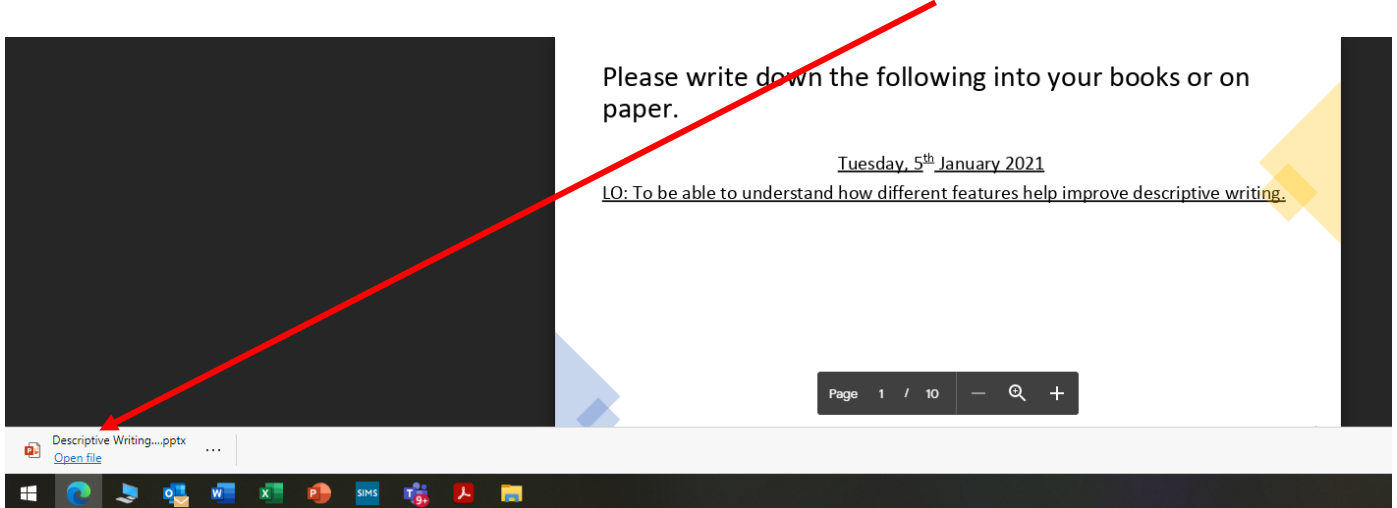 Please write down the following into your books or on
paper.
Tuesday, 5th January 2021
LO: To be able to understand how different features help improve descriptive writing.
Page 1 / 10
Descriptive Writing....pptx
Open file
SIMS
9+